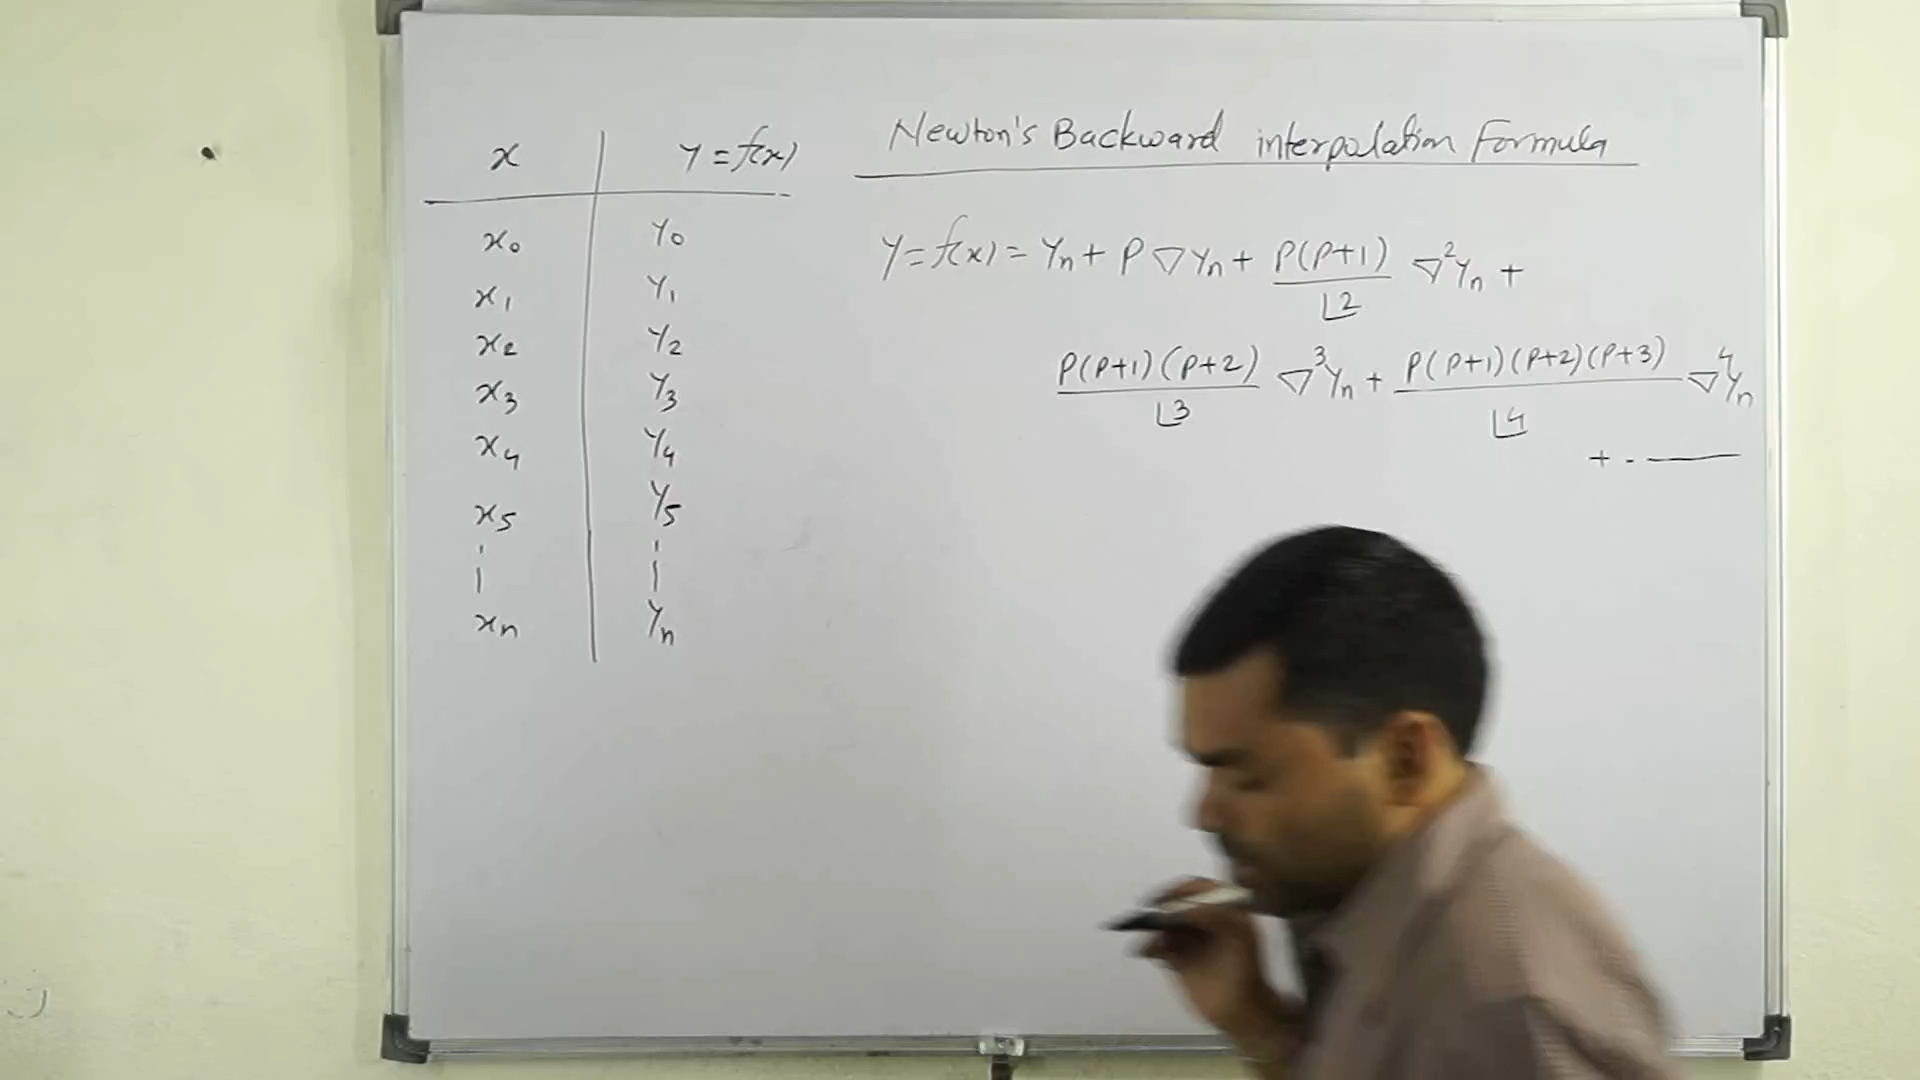 x | y = f(x)
x₀ y₀
x₁ y₁
x₂ y₂
x₃ y₃
x₄ y₄
x₅ y₅
xₙ yₙ
Newton's Backward interpolation Formula
y = f(x) = yₙ + P ∇yₙ + P(P+1)/⌊2 ∇²yₙ +
P(P+1)(P+2)/⌊3 ∇³yₙ + P(P+1)(P+2)(P+3)/⌊4 ∇⁴yₙ
+ - ———